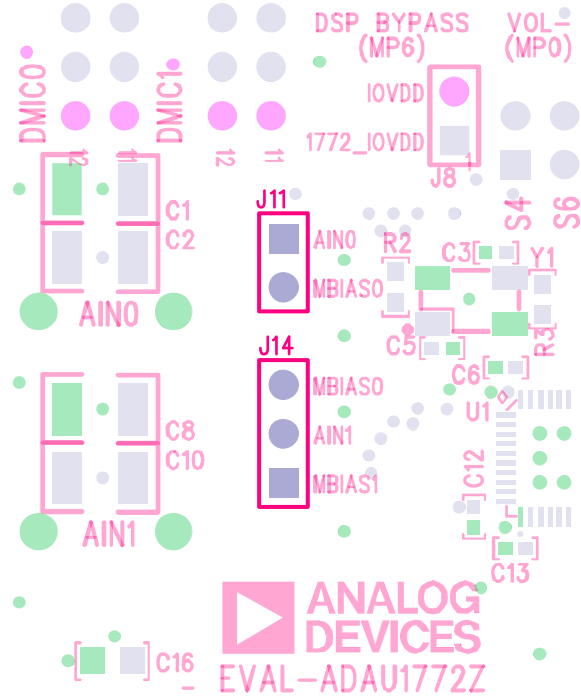 DSP BYPASS
(MP6)
VOL-
(MP0)
DMIC0
DMIC1
IOVDD
1772_IOVDD
1
J8
12
11
12
11
S4
S6
C1
C2
AIN0
J11
AIN0
MBIAS0
R2
C3
Y1
C5
R3
J14
MBIAS0
AIN1
MBIAS1
C6
U1
C8
C10
AIN1
C12
C13
ANALOG
DEVICES
C16
EVAL-ADAU1772Z